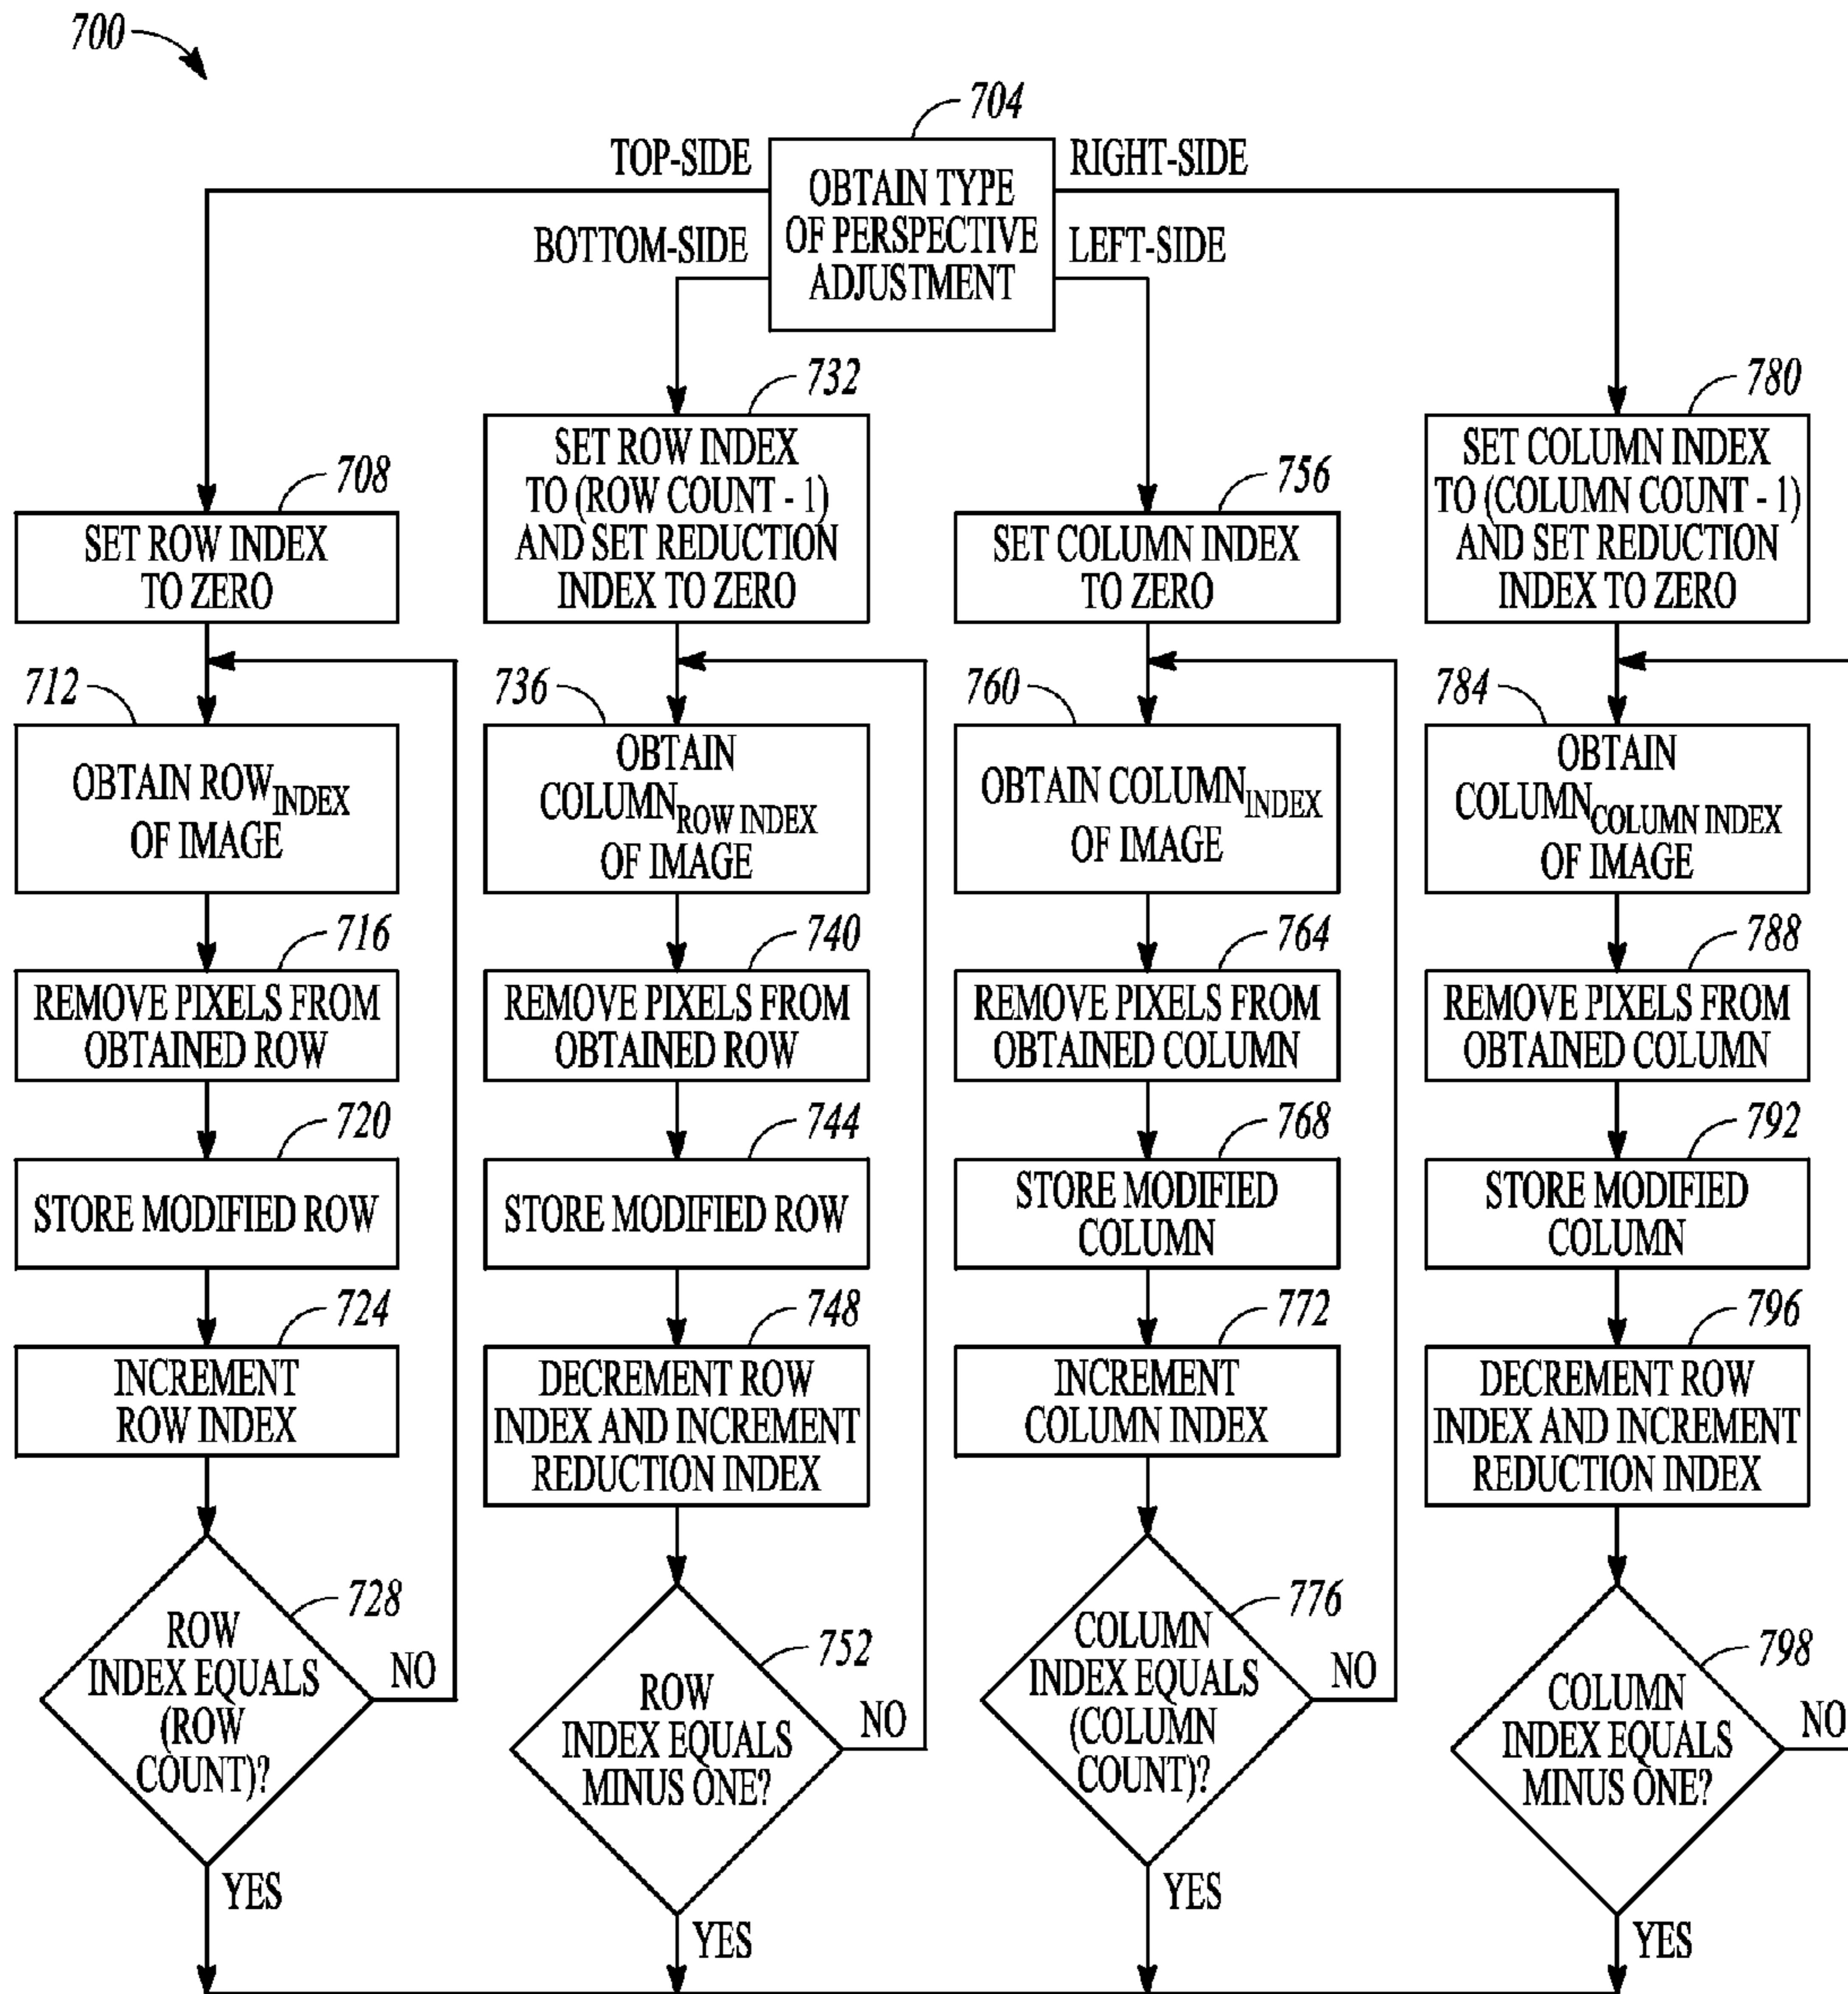 700
704
TOP-SIDE
RIGHT-SIDE
OBTAIN TYPE
OF PERSPECTIVE
ADJUSTMENT
BOTTOM-SIDE
LEFT-SIDE
708
SET ROW INDEX
TO ZERO
712
OBTAIN ROWINDEX
OF IMAGE
716
REMOVE PIXELS FROM
OBTAINED ROW
720
STORE MODIFIED ROW
724
INCREMENT
ROW INDEX
728
ROW
INDEX EQUALS
(ROW
COUNT)?
NO
YES
732
SET ROW INDEX
TO (ROW COUNT - 1)
AND SET REDUCTION
INDEX TO ZERO
736
OBTAIN
COLUMNROW INDEX
OF IMAGE
740
REMOVE PIXELS FROM
OBTAINED ROW
744
STORE MODIFIED ROW
748
DECREMENT ROW
INDEX AND INCREMENT
REDUCTION INDEX
752
ROW
INDEX EQUALS
MINUS ONE?
NO
YES
756
SET COLUMN INDEX
TO ZERO
760
OBTAIN COLUMNINDEX
OF IMAGE
764
REMOVE PIXELS FROM
OBTAINED COLUMN
768
STORE MODIFIED
COLUMN
772
INCREMENT
COLUMN INDEX
776
COLUMN
INDEX EQUALS
(COLUMN
COUNT)?
NO
YES
780
SET COLUMN INDEX
TO (COLUMN COUNT - 1)
AND SET REDUCTION
INDEX TO ZERO
784
OBTAIN
COLUMNCOLUMN INDEX
OF IMAGE
788
REMOVE PIXELS FROM
OBTAINED COLUMN
792
STORE MODIFIED
COLUMN
796
DECREMENT ROW
INDEX AND INCREMENT
REDUCTION INDEX
798
COLUMN
INDEX EQUALS
MINUS ONE?
NO
YES